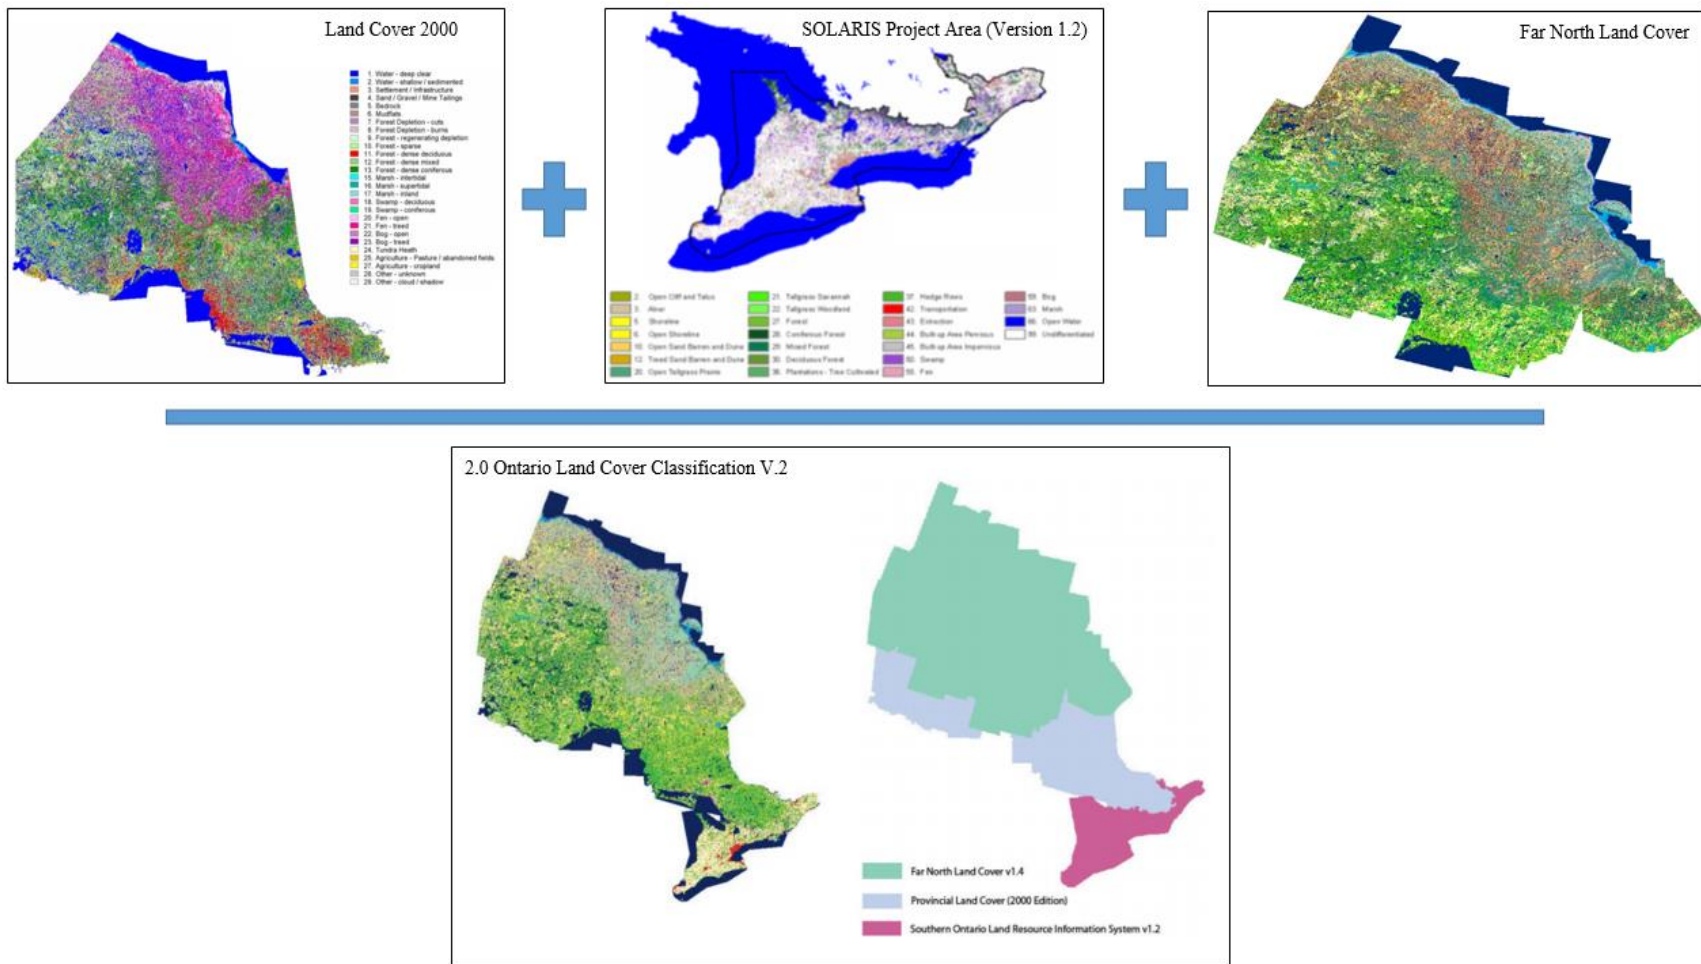 Land Cover 2000
1. Water - deep clear
2. Water - shallow / sedimented
3. Settlement / Infrastructure
4. Sand / Gravel / Mine Tailings
5. Bedrock
6. Mudflats
7. Forest Depletion - cuts
8. Forest Depletion - burns
9. Forest - regenerating depletion
10. Forest - sparse
11. Forest - dense deciduous
12. Forest - dense mixed
13. Forest - dense coniferous
15. Marsh - intertidal
16. Marsh - supertidal
17. Marsh - inland
18. Swamp - deciduous
19. Swamp - coniferous
20. Fen - open
21. Fen - treed
22. Bog - open
23. Bog - treed
24. Tundra Heath
25. Agriculture - Pasture / abandoned fields
27. Agriculture - cropland
28. Other - unknown
29. Other - cloud / shadow
SOLARIS Project Area (Version 1.2)
2. Open Cliff and Talus
3. Alvar
5. Shoreline
6. Open Shoreline
10. Open Sand Barren and Dune
12. Treed Sand Barren and Dune
20. Open Tallgrass Prairie
21. Tallgrass Savannah
22. Tallgrass Woodland
27. Forest
28. Coniferous Forest
29. Mixed Forest
30. Deciduous Forest
36. Plantations - Tree Cultivated
37. Hedge Rows
42. Transportation
43. Extraction
44. Built-up Area Pervious
45. Built-up Area Impervious
50. Swamp
55. Fen
59. Bog
63. Marsh
66. Open Water
99. Undifferentiated
Far North Land Cover
2.0 Ontario Land Cover Classification V.2
Far North Land Cover v1.4
Provincial Land Cover (2000 Edition)
Southern Ontario Land Resource Information System v1.2